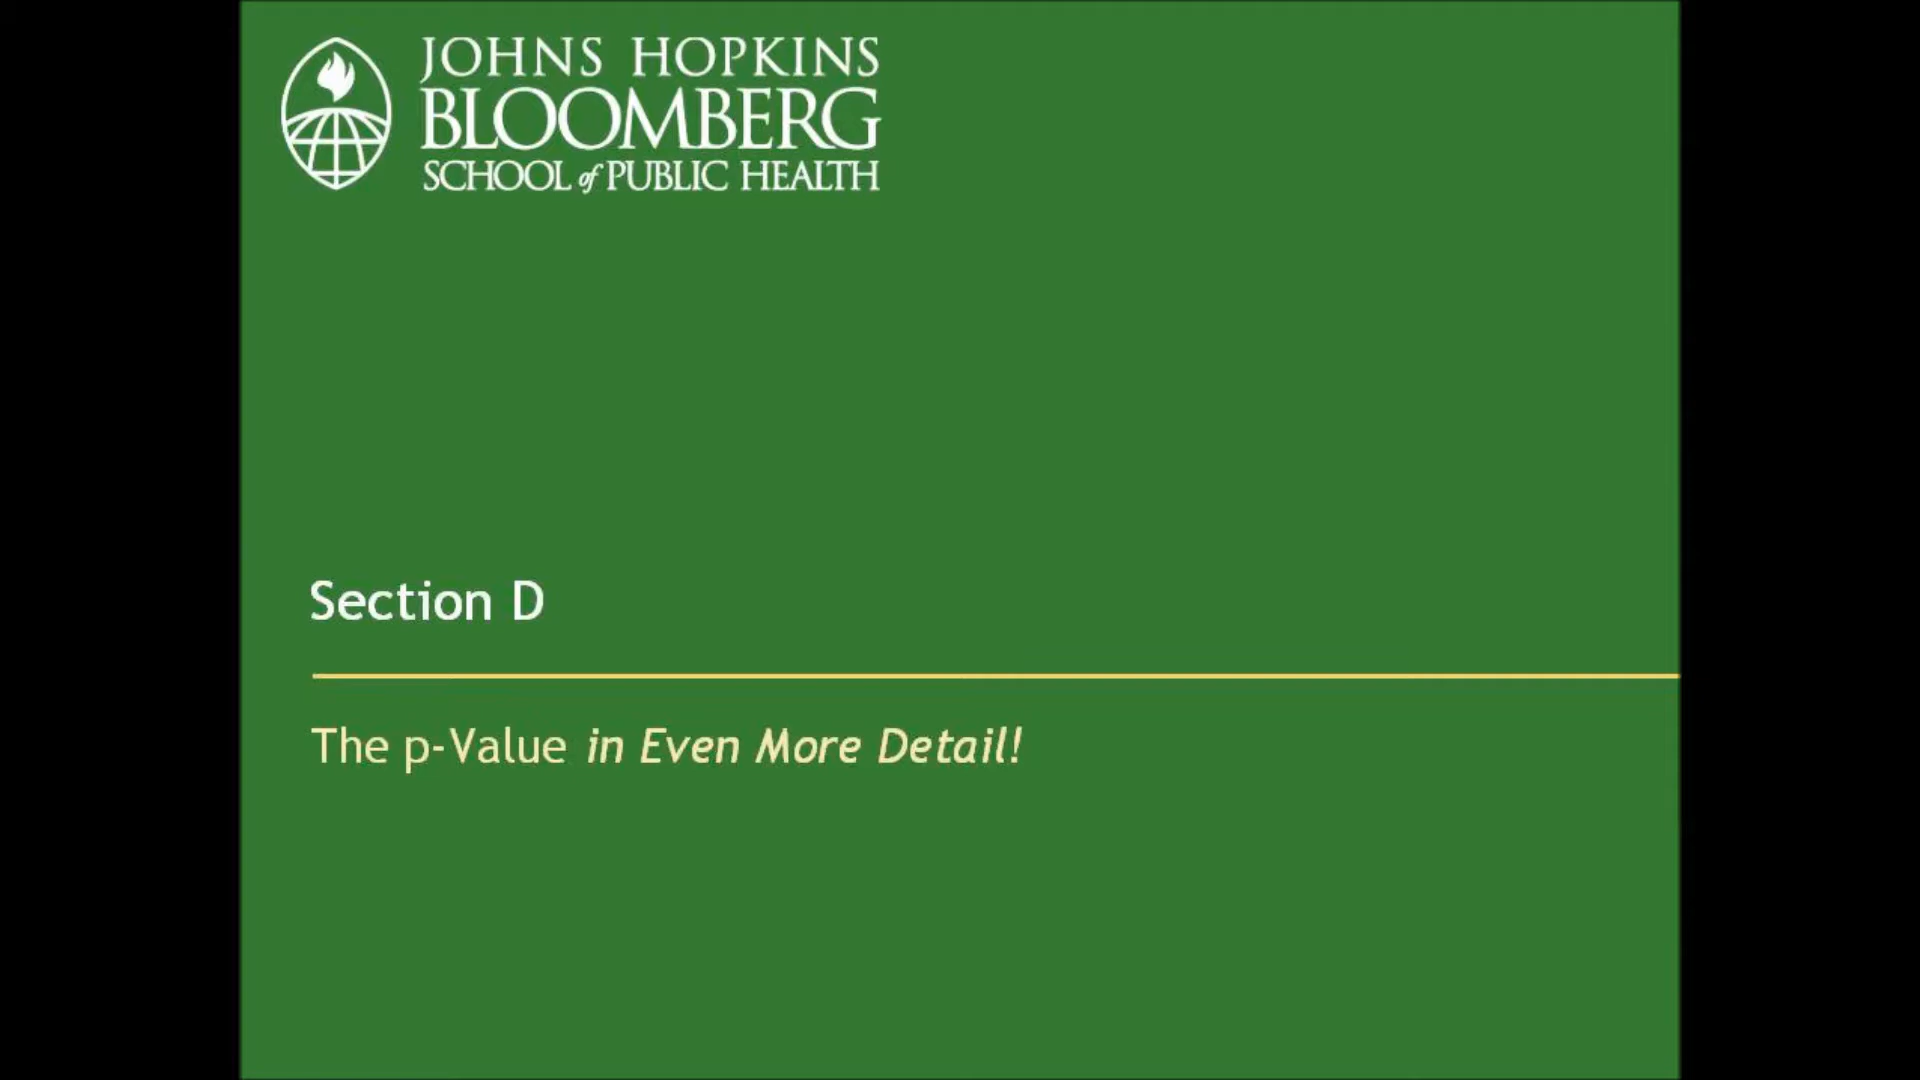 JOHNS HOPKINS
BLOOMBERG
SCHOOL of PUBLIC HEALTH
Section D
The p-Value in Even More Detail!